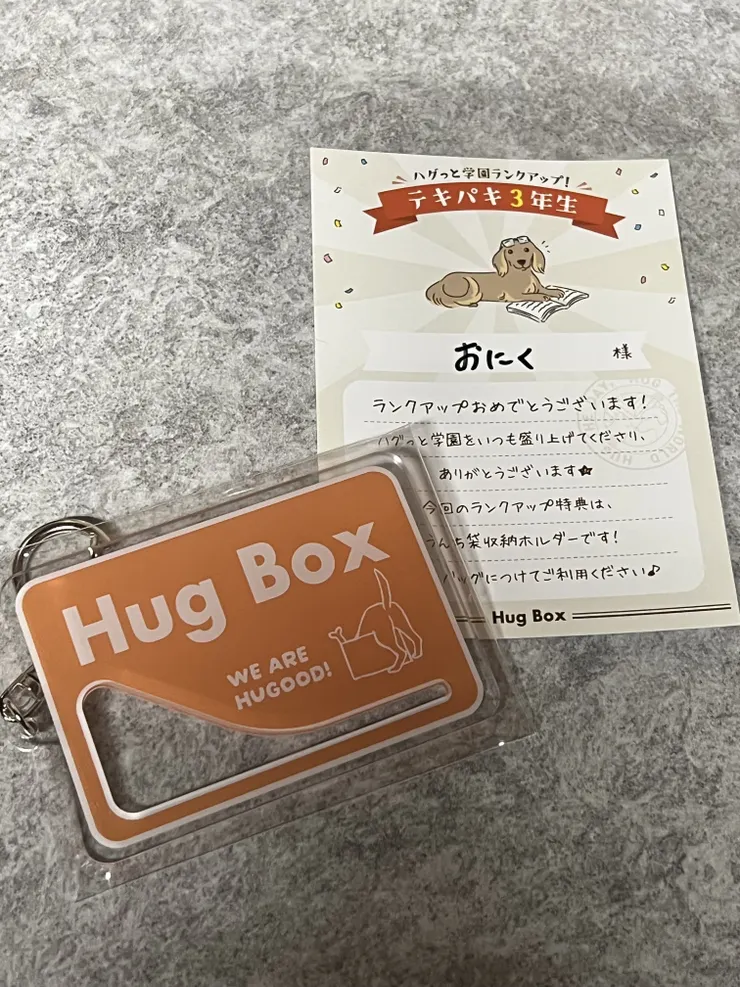 ハグっと学園ランクアップ!
テキパキ3年生
おにく 様
ランクアップおめでとうございます!
ハグっと学園をいつも盛り上げてくださり、
ありがとうございます★
今回のランクアップ特典は、
うんち袋収納ホルダーです!
バッグにつけてご利用ください♪
Hug Box
Hug Box
WE ARE
HUGOOD!